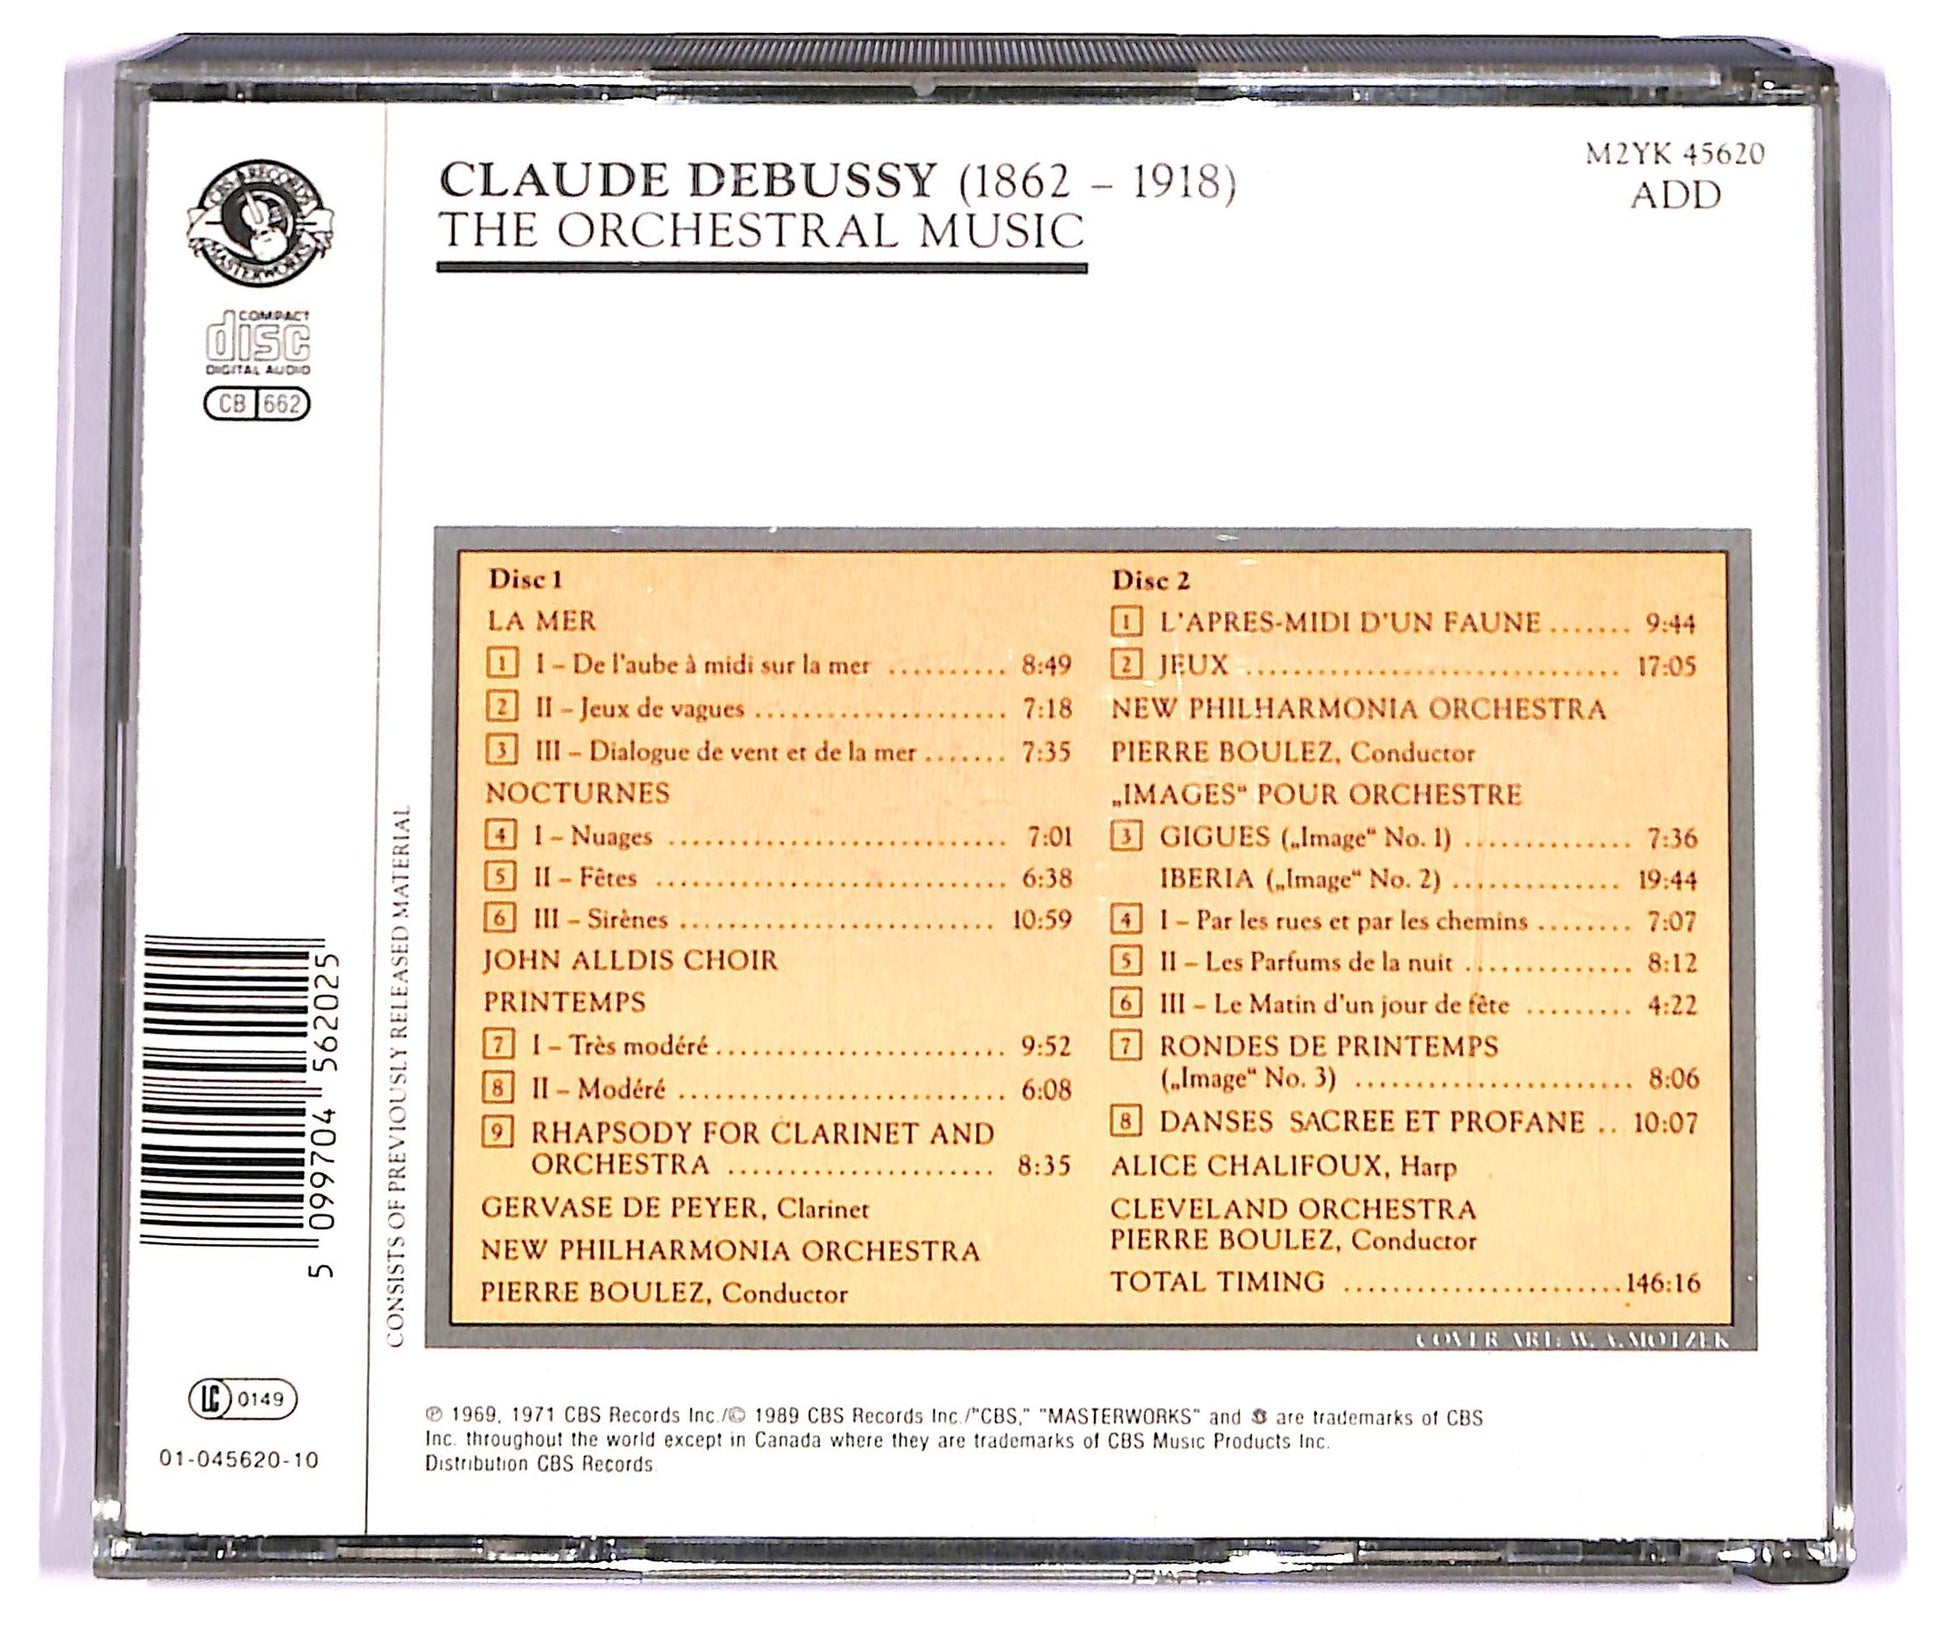 CBS RECORDS
MASTERWORKS
COMPACT
disc
DIGITAL AUDIO
CB 662
5 099704 562025
LC 0149
01-045620-10
CONSISTS OF PREVIOUSLY RELEASED MATERIAL
CLAUDE DEBUSSY (1862 – 1918)
THE ORCHESTRAL MUSIC
M2YK 45620
ADD
Disc 1
LA MER
1 I – De l'aube à midi sur la mer .......... 8:49
2 II – Jeux de vagues ..................... 7:18
3 III – Dialogue de vent et de la mer ....... 7:35
NOCTURNES
4 I – Nuages ............................ 7:01
5 II – Fêtes ............................. 6:38
6 III – Sirènes .......................... 10:59
JOHN ALLDIS CHOIR
PRINTEMPS
7 I – Très modéré ........................ 9:52
8 II – Modéré ........................... 6:08
9 RHAPSODY FOR CLARINET AND
ORCHESTRA ...................... 8:35
GERVASE DE PEYER, Clarinet
NEW PHILHARMONIA ORCHESTRA
PIERRE BOULEZ, Conductor
Disc 2
1 L'APRES-MIDI D'UN FAUNE ....... 9:44
2 JEUX ............................... 17:05
NEW PHILHARMONIA ORCHESTRA
PIERRE BOULEZ, Conductor
„IMAGES“ POUR ORCHESTRE
3 GIGUES („Image“ No. 1) .............. 7:36
IBERIA („Image“ No. 2) .............. 19:44
4 I – Par les rues et par les chemins ........ 7:07
5 II – Les Parfums de la nuit .............. 8:12
6 III – Le Matin d'un jour de fête ......... 4:22
7 RONDES DE PRINTEMPS
(„Image“ No. 3) ....................... 8:06
8 DANSES SACREE ET PROFANE .. 10:07
ALICE CHALIFOUX, Harp
CLEVELAND ORCHESTRA
PIERRE BOULEZ, Conductor
TOTAL TIMING ....................... 146:16
COVER ART: W. A. MOTZEK
℗ 1969, 1971 CBS Records Inc./© 1989 CBS Records Inc./"CBS," "MASTERWORKS" and are trademarks of CBS
Inc. throughout the world except in Canada where they are trademarks of CBS Music Products Inc.
Distribution CBS Records.